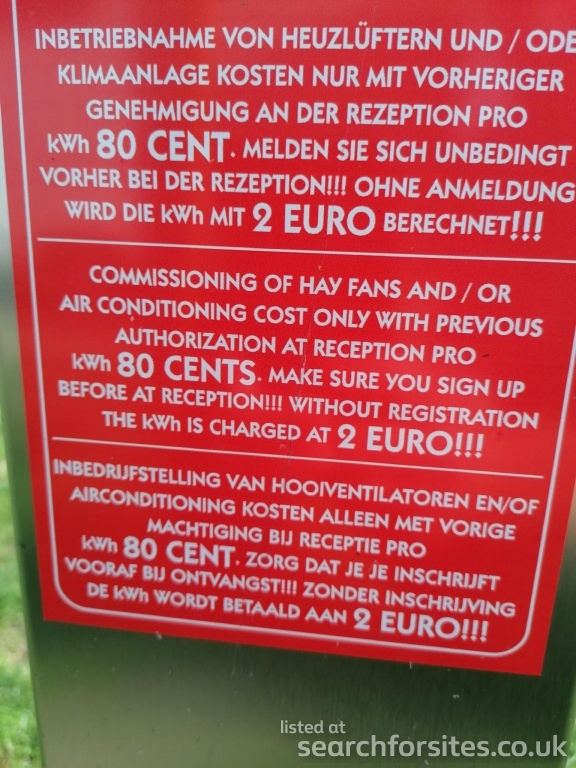 INBETRIEBNAHME VON HEUZLÜFTERN UND / ODE
KLIMAANLAGE KOSTEN NUR MIT VORHERIGER
GENEHMIGUNG AN DER REZEPTION PRO
kWh 80 CENT. MELDEN SIE SICH UNBEDINGT
VORHER BEI DER REZEPTION!!! OHNE ANMELDUNG
WIRD DIE kWh MIT 2 EURO BERECHNET!!!
COMMISSIONING OF HAY FANS AND / OR
AIR CONDITIONING COST ONLY WITH PREVIOUS
AUTHORIZATION AT RECEPTION PRO
kWh 80 CENTS. MAKE SURE YOU SIGN UP
BEFORE AT RECEPTION!!! WITHOUT REGISTRATION
THE kWh IS CHARGED AT 2 EURO!!!
INBEDRIJFSTELLING VAN HOOIVENTILATOREN EN/OF
AIRCONDITIONING KOSTEN ALLEEN MET VORIGE
MACHTIGING BIJ RECEPTIE PRO
kWh 80 CENT. ZORG DAT JE JE INSCHRIJFT
VOORAF BIJ ONTVANGST!!! ZONDER INSCHRIJVING
DE kWh WORDT BETAALD AAN 2 EURO!!!
listed at
searchforsites.co.uk